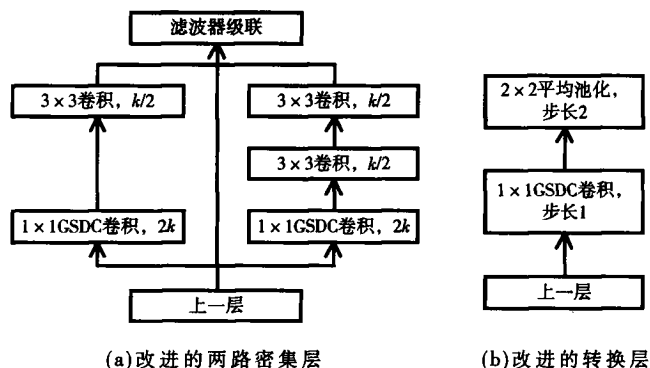 滤波器级联
3×3卷积，k/2
3×3卷积，k/2
3×3卷积，k/2
1×1GSDC卷积，2k
1×1GSDC卷积，2k
上一层
(a)改进的两路密集层
2×2平均池化，
步长2
1×1GSDC卷积，
步长1
上一层
(b)改进的转换层